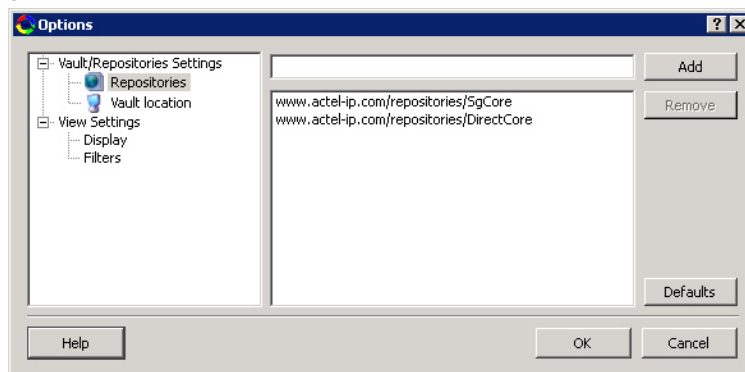 Options
Vault/Repositories Settings
Repositories
Vault location
View Settings
Display
Filters
www.actel-ip.com/repositories/SgCore
www.actel-ip.com/repositories/DirectCore
Add
Remove
Defaults
Help
OK
Cancel